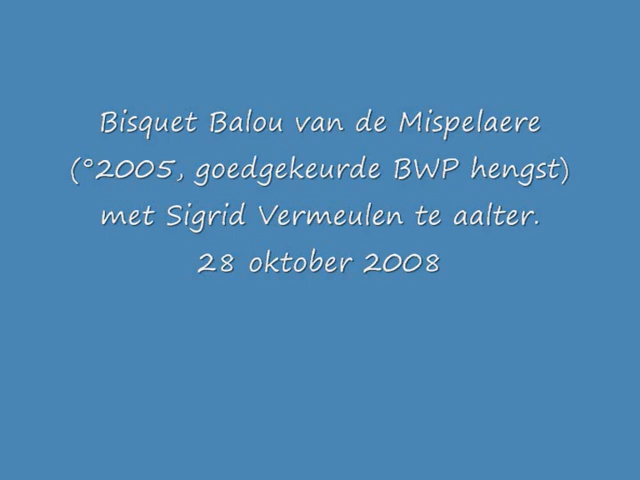 Bisquet Balou van de Mispelaere
(°2005, goedgekeurde BWP hengst)
met Sigrid Vermeulen te aalter.
28 oktober 2008